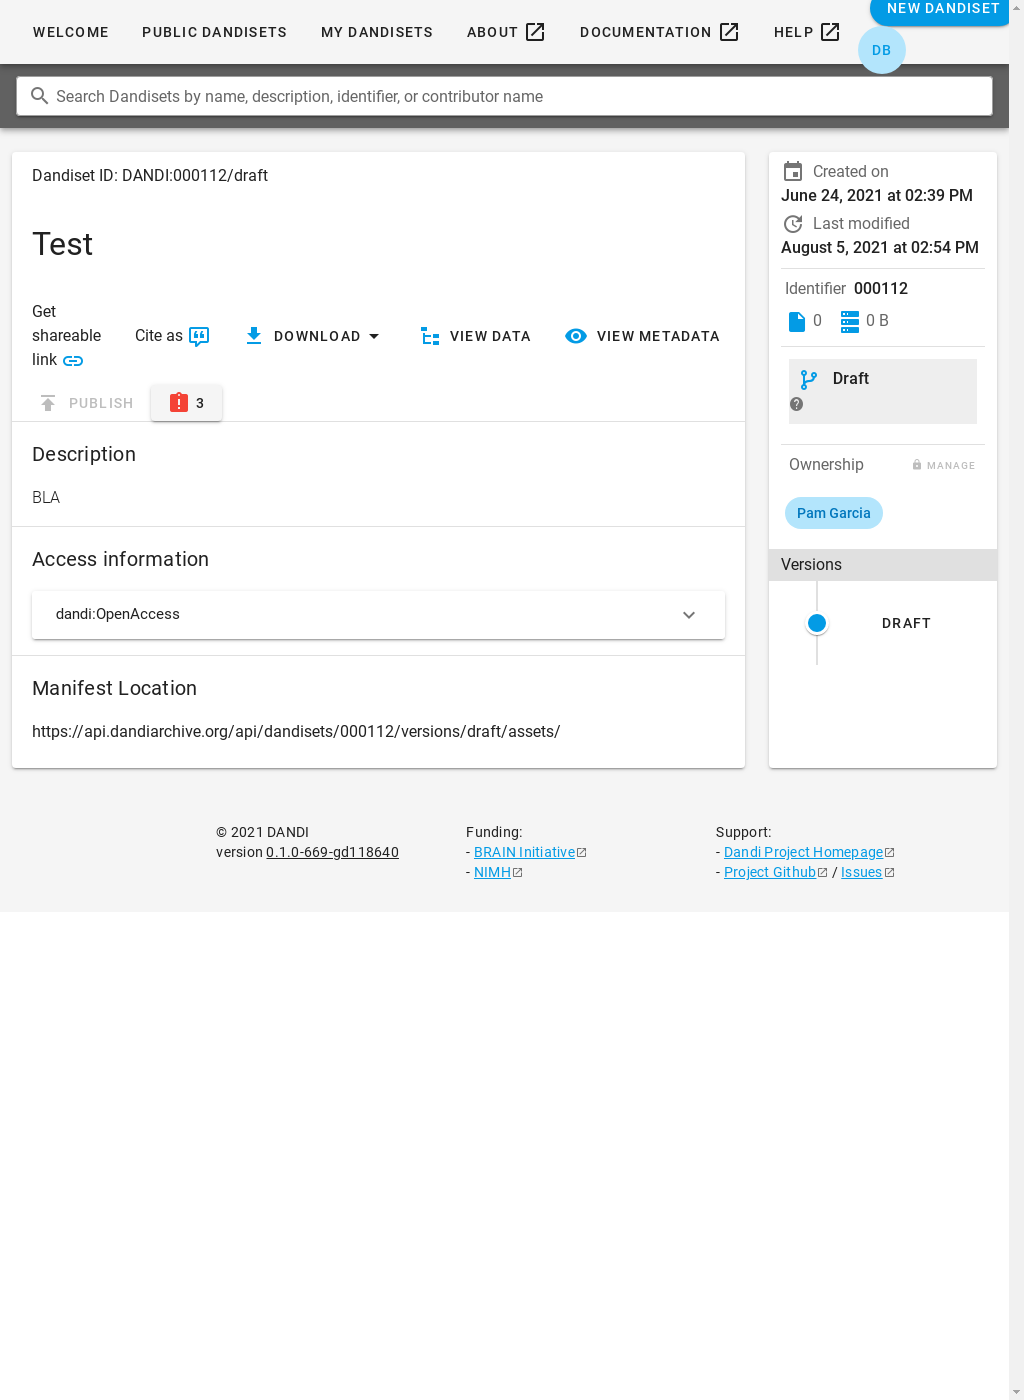 WELCOME
PUBLIC DANDISETS
MY DANDISETS
ABOUT
DOCUMENTATION
HELP
NEW DANDISET
DB
Search Dandisets by name, description, identifier, or contributor name
Dandiset ID: DANDI:000112/draft
Test
Get
shareable
link
Cite as
DOWNLOAD
VIEW DATA
VIEW METADATA
PUBLISH
3
Description
BLA
Access information
dandi:OpenAccess
Manifest Location
https://api.dandiarchive.org/api/dandisets/000112/versions/draft/assets/
Created on
June 24, 2021 at 02:39 PM
Last modified
August 5, 2021 at 02:54 PM
Identifier 000112
0
0 B
Draft
Ownership
MANAGE
Pam Garcia
Versions
DRAFT
© 2021 DANDI
version 0.1.0-669-gd118640
Funding:
- BRAIN Initiative
- NIMH
Support:
- Dandi Project Homepage
- Project Github / Issues